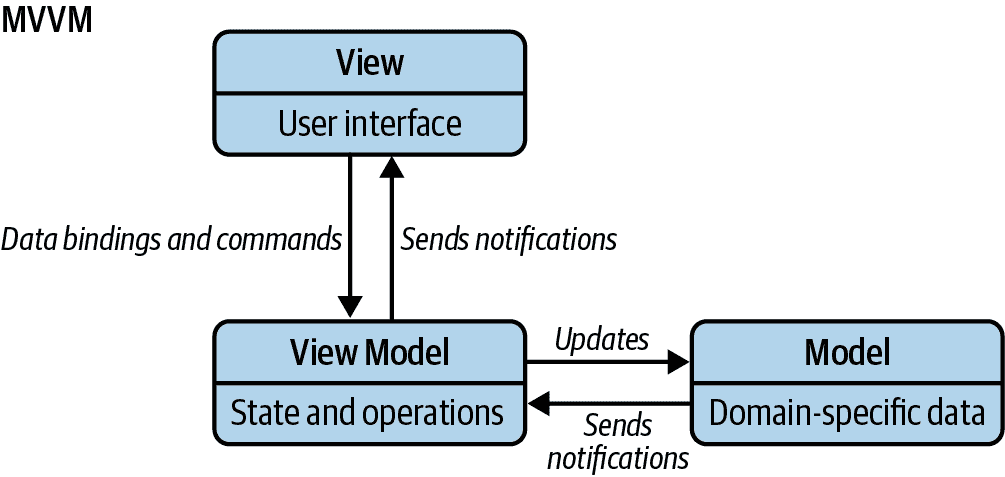 MVVM
View
User interface
Data bindings and commands
Sends notifications
View Model
State and operations
Updates
Sends
notifications
Model
Domain-specific data